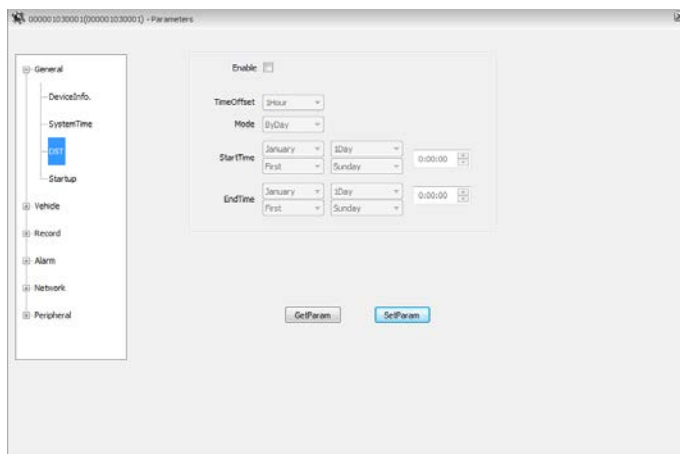 000001030001(000001030001) - Parameters
General
DeviceInfo.
SystemTime
DST
Startup
Vehicle
Record
Alarm
Network
Peripheral
Enable
TimeOffset 1Hour
Mode ByDay
StartTime January 1Day 0:00:00
First Sunday
EndTime January 1Day 0:00:00
First Sunday
GetParam SetParam